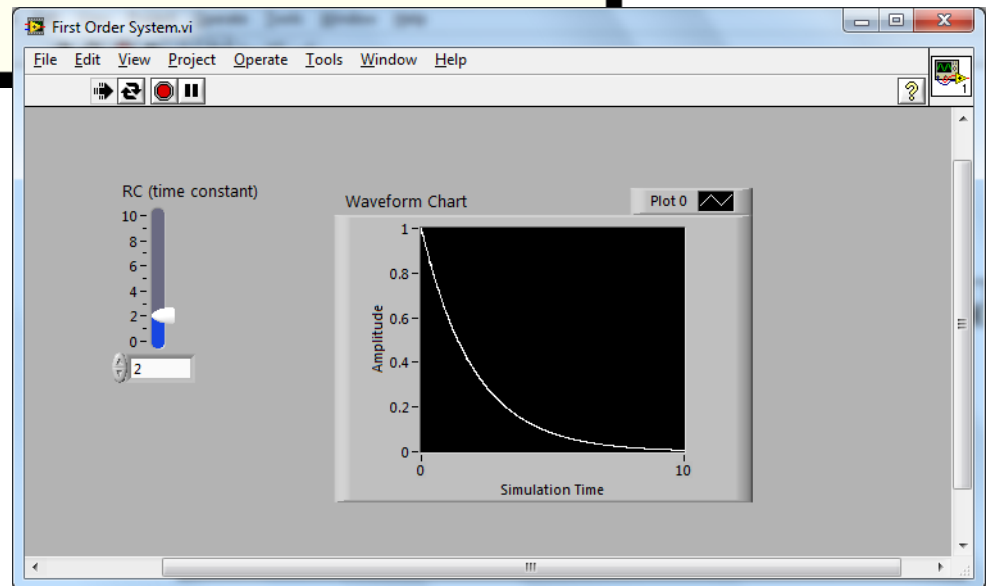 First Order System.vi
File Edit View Project Operate Tools Window Help
?
1
RC (time constant)
10
8
6
4
2
0
2
Waveform Chart
Plot 0
1
0.8
0.6
0.4
0.2
0
Amplitude
0 10
Simulation Time